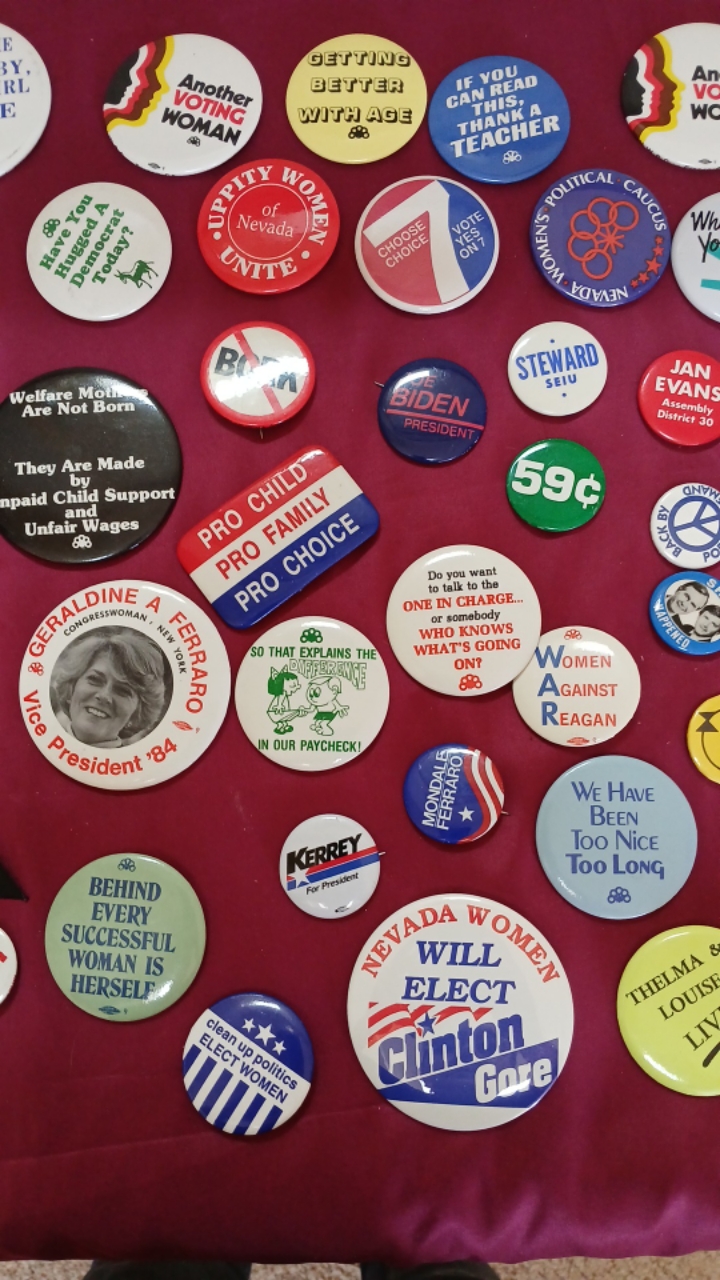 BY,
E
Another
VOTING
WOMAN
GETTING
BETTER
WITH AGE
IF YOU
CAN READ
THIS,
THANK A
TEACHER
Have You
Hugged A
Democrat
Today?
UPPITY WOMEN
of
Nevada
UNITE
7
CHOOSE
CHOICE
VOTE
YES
ON 7
NEVADA WOMEN'S POLITICAL CAUCUS
Welfare Mothers
Are Not Born
They Are Made
by
Unpaid Child Support
and
Unfair Wages
BORK
BIDEN
PRESIDENT
STEWARD
SEIU
JAN
EVANS
Assembly
District 30
59¢
PRO CHILD
PRO FAMILY
PRO CHOICE
BACK BY
GERALDINE A FERRARO
CONGRESSWOMAN, NEW YORK
Vice President '84
SO THAT EXPLAINS THE
DIFFERENCE
IN OUR PAYCHECK!
Do you want
to talk to the
ONE IN CHARGE...
or somebody
WHO KNOWS
WHAT'S GOING
ON?
WOMEN
AGAINST
REAGAN
HAPPENED
MONDALE
FERRARO
WE HAVE
BEEN
TOO NICE
TOO LONG
KERREY
For President
BEHIND
EVERY
SUCCESSFUL
WOMAN IS
HERSELF
NEVADA WOMEN
WILL
ELECT
Clinton
Gore
THELMA &
LOUISE
LIV
clean up politics
ELECT WOMEN